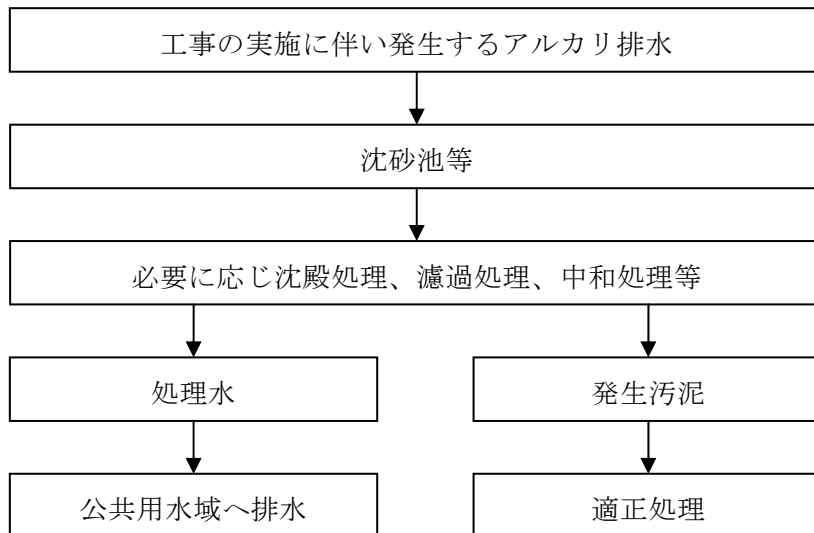 工事の実施に伴い発生するアルカリ排水
沈砂池等
必要に応じ沈殿処理、濾過処理、中和処理等
処理水
発生汚泥
公共用水域へ排水
適正処理